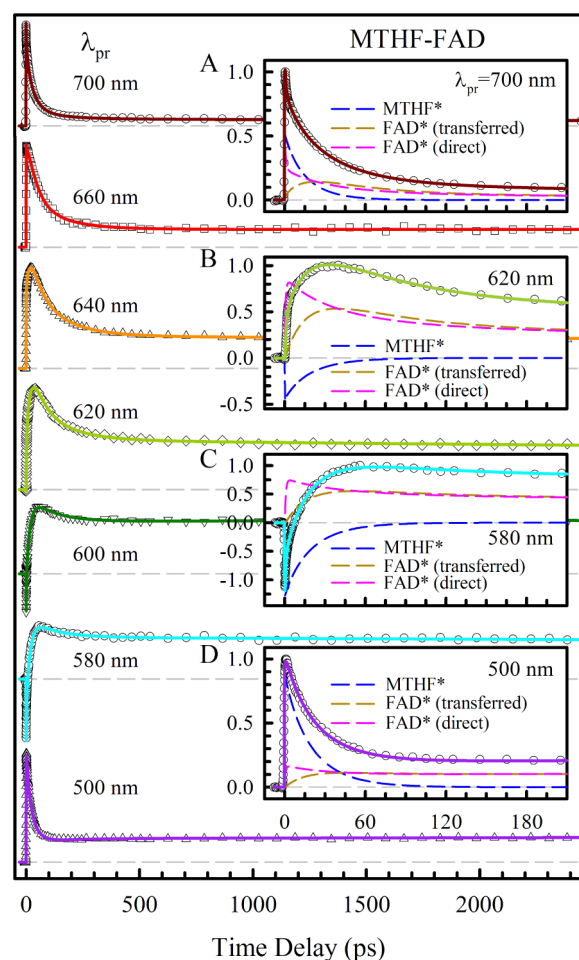 λpr
MTHF-FAD
700 nm
A
1.0
0.5
0.0
λpr=700 nm
MTHF*
FAD* (transferred)
FAD* (direct)
660 nm
B
1.0
0.5
0.0
-0.5
620 nm
MTHF*
FAD* (transferred)
FAD* (direct)
640 nm
620 nm
C
1.0
0.5
0.0
-0.5
-1.0
580 nm
MTHF*
FAD* (transferred)
FAD* (direct)
600 nm
580 nm
D
1.0
0.5
0.0
500 nm
MTHF*
FAD* (transferred)
FAD* (direct)
500 nm
0 60 120 180
0 500 1000 1500 2000
Time Delay (ps)